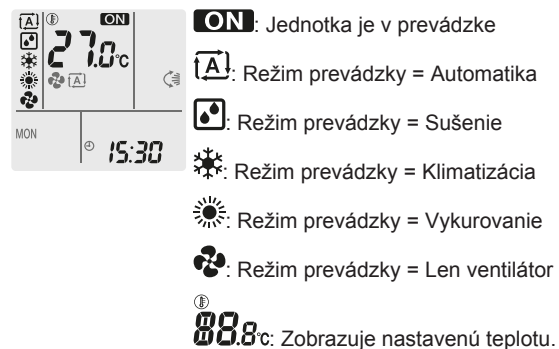 ON
27.0°C
A
MON
15:30
ON: Jednotka je v prevádzke
A: Režim prevádzky = Automatika
: Režim prevádzky = Sušenie
: Režim prevádzky = Klimatizácia
: Režim prevádzky = Vykurovanie
: Režim prevádzky = Len ventilátor
88.8°C: Zobrazuje nastavenú teplotu.